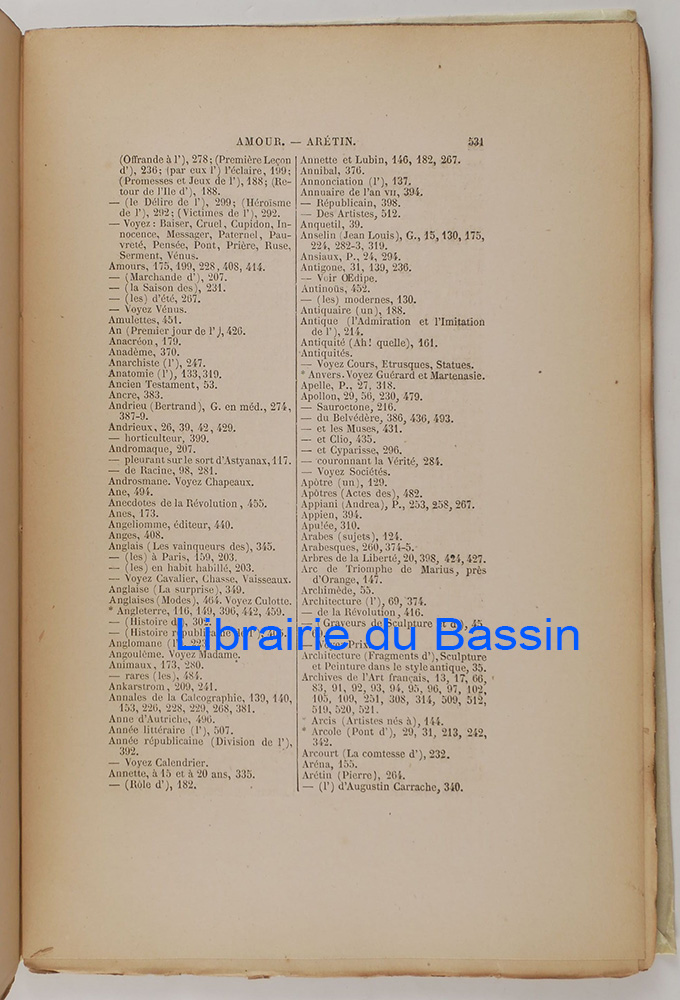 AMOUR. — ARÉTIN. 531
(Offrande à l'), 278; (Première Leçon
d'), 236; (par eux l') l'éclaire, 199;
(Promesses et Jeux de l'), 188; (Re-
tour de l'Ile d'), 188.
— (le Délire de l'), 299; (Héroïsme
de l'), 292; (Victimes de l'), 292.
— Voyez: Baiser, Cruel, Cupidon, In-
nocence, Messager, Paternel, Pau-
vreté, Pensée, Pont, Prière, Ruse,
Serment, Vénus.
Amours, 175, 199, 228, 408, 414.
— (Marchande d'), 207.
— (la Saison des), 231.
— (les) d'été, 267.
— Voyez Vénus.
Amulettes, 451.
An (Premier jour de l'), 426.
Anacréon, 179.
Anadème, 370.
Anarchiste (l'), 247.
Anatomie (l'), 133, 319.
Ancien Testament, 53.
Ancre, 383.
Andrieu (Bertrand), G. en méd., 274,
387-9.
Andrieux, 26, 39, 42, 429.
— horticulteur, 399.
Andromaque, 207.
— pleurant sur le sort d'Astyanax, 117.
— de Racine, 98, 281.
Androsmane. Voyez Chapeaux.
Ane, 494.
Anecdotes de la Révolution, 455.
Anes, 173.
Angeliomme, éditeur, 440.
Anges, 408.
Anglais (Les vainqueurs des), 345.
— (les) à Paris, 159, 203.
— (les) en habit habillé, 203.
— Voyez Cavalier, Chasse, Vaisseaux.
Anglaise (La surprise), 349.
Anglaises (Modes), 464. Voyez Culotte.
* Angleterre, 116, 149, 396, 442, 459.
— (Histoire d'), 302.
— (Histoire républicaine de l'),
Anglomane (l'),
Angoulème. Voyez Madame.
Animaux, 173, 280.
— rares (les), 484.
Ankarstrom, 209, 241.
Annales de la Calcographie, 139, 140,
153, 226, 228, 229, 268, 381.
Anne d'Autriche, 496.
Année littéraire (l'), 507.
Année républicaine (Division de l'),
392.
— Voyez Calendrier.
Annette, à 15 et à 20 ans, 335.
— (Rôle d'), 182.
Annette et Lubin, 146, 182, 267.
Annibal, 376.
Annonciation (l'), 137.
Annuaire de l'an VII, 394.
— Républicain, 398.
— Des Artistes, 512.
Anquetil, 39.
Anselin (Jean Louis), G., 15, 130, 175,
224, 282-3, 319.
Ansiaux, P., 24, 294.
Antigone, 31, 139, 236.
— Voir Œdipe.
Antinoüs, 452.
— (les) modernes, 130.
Antiquaire (un), 188.
Antique (l'Admiration et l'Imitation
de l'), 214.
Antiquité (Ah! quelle), 161.
Antiquités.
— Voyez Cours, Etrusques, Statues.
* Anvers. Voyez Guérard et Martenasie.
Apelle, P., 27, 318.
Apollon, 29, 56, 230, 479.
— Sauroctone, 216.
— du Belvédère, 386, 436, 493.
— et les Muses, 431.
— et Clio, 435.
— et Cyparisse, 296.
— couronnant la Vérité, 284.
— Voyez Sociétés.
Apôtre (un), 129.
Apôtres (Actes des), 482.
Appiani (Andrea), P., 253, 258, 267.
Appien, 394.
Apulée, 310.
Arabes (sujets), 124.
Arabesques, 260, 374-5.
Arbres de la Liberté, 20, 398, 424, 427.
Arc de Triomphe de Marius, près
d'Orange, 147.
Archimède, 55.
Architecture (l'), 69, 374.
— de la Révolution, 416.
— (Graveurs de Sculpture et d'), 45,
Prix
Architecture (Fragments d'), Sculpture
et Peinture dans le style antique, 35.
Archives de l'Art français, 13, 17, 66,
83, 91, 92, 93, 94, 95, 96, 97, 102,
105, 109, 251, 308, 314, 509, 512,
519, 520, 521.
* Arcis (Artistes nés à), 144.
* Arcole (Pont d'), 29, 31, 213, 242,
342.
Arcourt (La comtesse d'), 232.
Aréna, 155.
Arétin (Pierre), 264.
— (l') d'Augustin Carrache, 340.
Librairie du Bassin